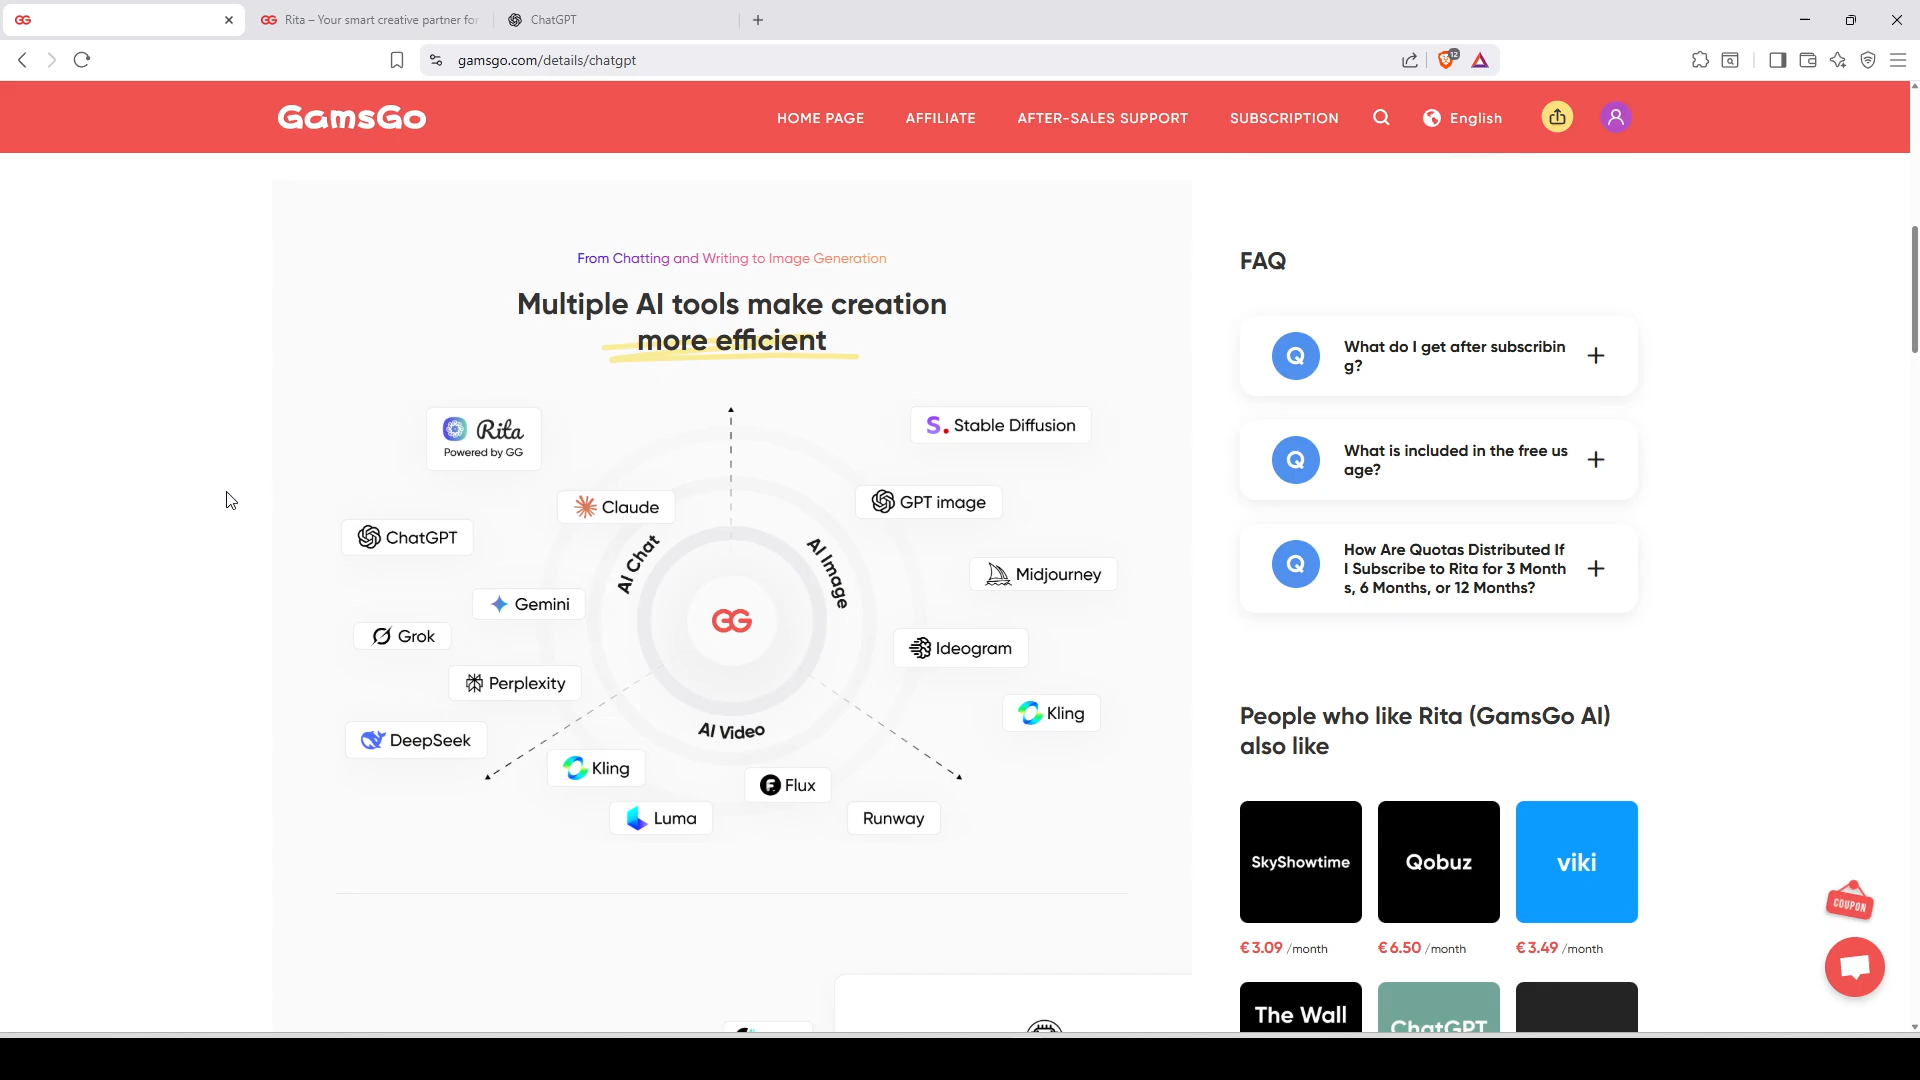 Rita – Your smart creative partner for
ChatGPT
gamsgo.com/details/chatgpt
12
GamsGo
HOME PAGE
AFFILIATE
AFTER-SALES SUPPORT
SUBSCRIPTION
English
From Chatting and Writing to Image Generation
Multiple AI tools make creation
more efficient
Rita
Powered by GG
Stable Diffusion
Claude
GPT image
ChatGPT
AI Chat
AI Image
Midjourney
Gemini
GG
Grok
Ideogram
Perplexity
Kling
AI Video
DeepSeek
Kling
Flux
Luma
Runway
FAQ
Q
What do I get after subscribin
g?
Q
What is included in the free us
age?
Q
How Are Quotas Distributed If
I Subscribe to Rita for 3 Month
s, 6 Months, or 12 Months?
People who like Rita (GamsGo AI)
also like
SkyShowtime
Qobuz
viki
€3.09 /month
€6.50 /month
€3.49 /month
The Wall
ChatGPT
COUPON